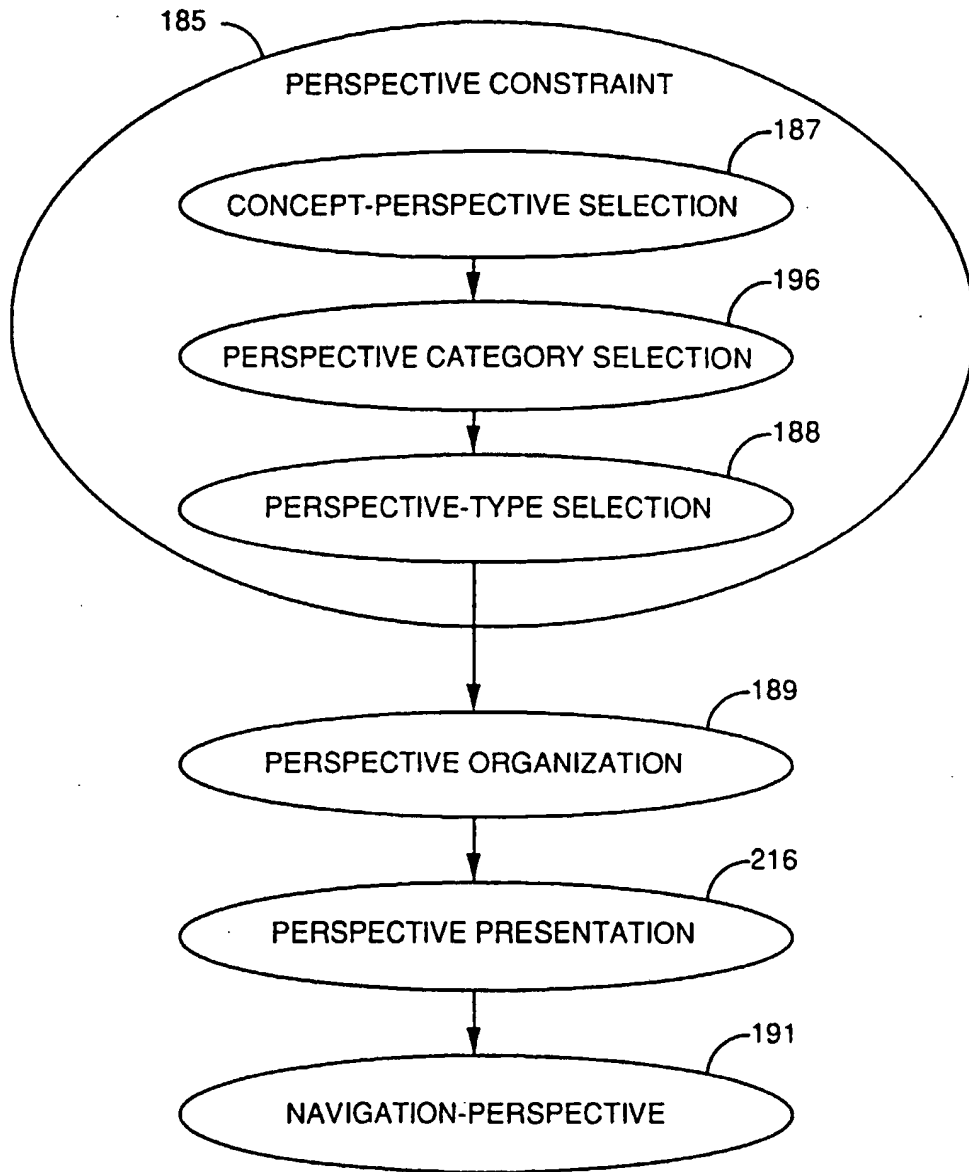 185
PERSPECTIVE CONSTRAINT
187
CONCEPT-PERSPECTIVE SELECTION
196
PERSPECTIVE CATEGORY SELECTION
188
PERSPECTIVE-TYPE SELECTION
189
PERSPECTIVE ORGANIZATION
216
PERSPECTIVE PRESENTATION
191
NAVIGATION-PERSPECTIVE